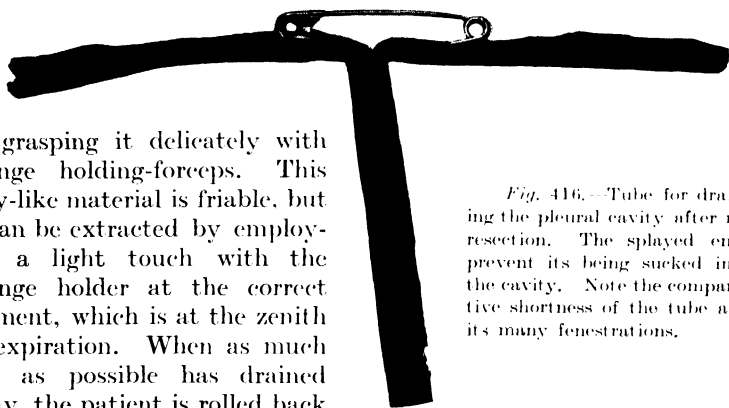 grasping it delicately with
nge holding-forceps. This
y-like material is friable, but
an be extracted by employ-
a light touch with the
nge holder at the correct
ment, which is at the zenith
expiration. When as much
as possible has drained
ay, the patient is rolled back
Fig. 416.—Tube for dra
ing the pleural cavity after r
resection. The splayed en
prevent its being sucked in
the cavity. Note the compar
tive shortness of the tube a
its many fenestrations.